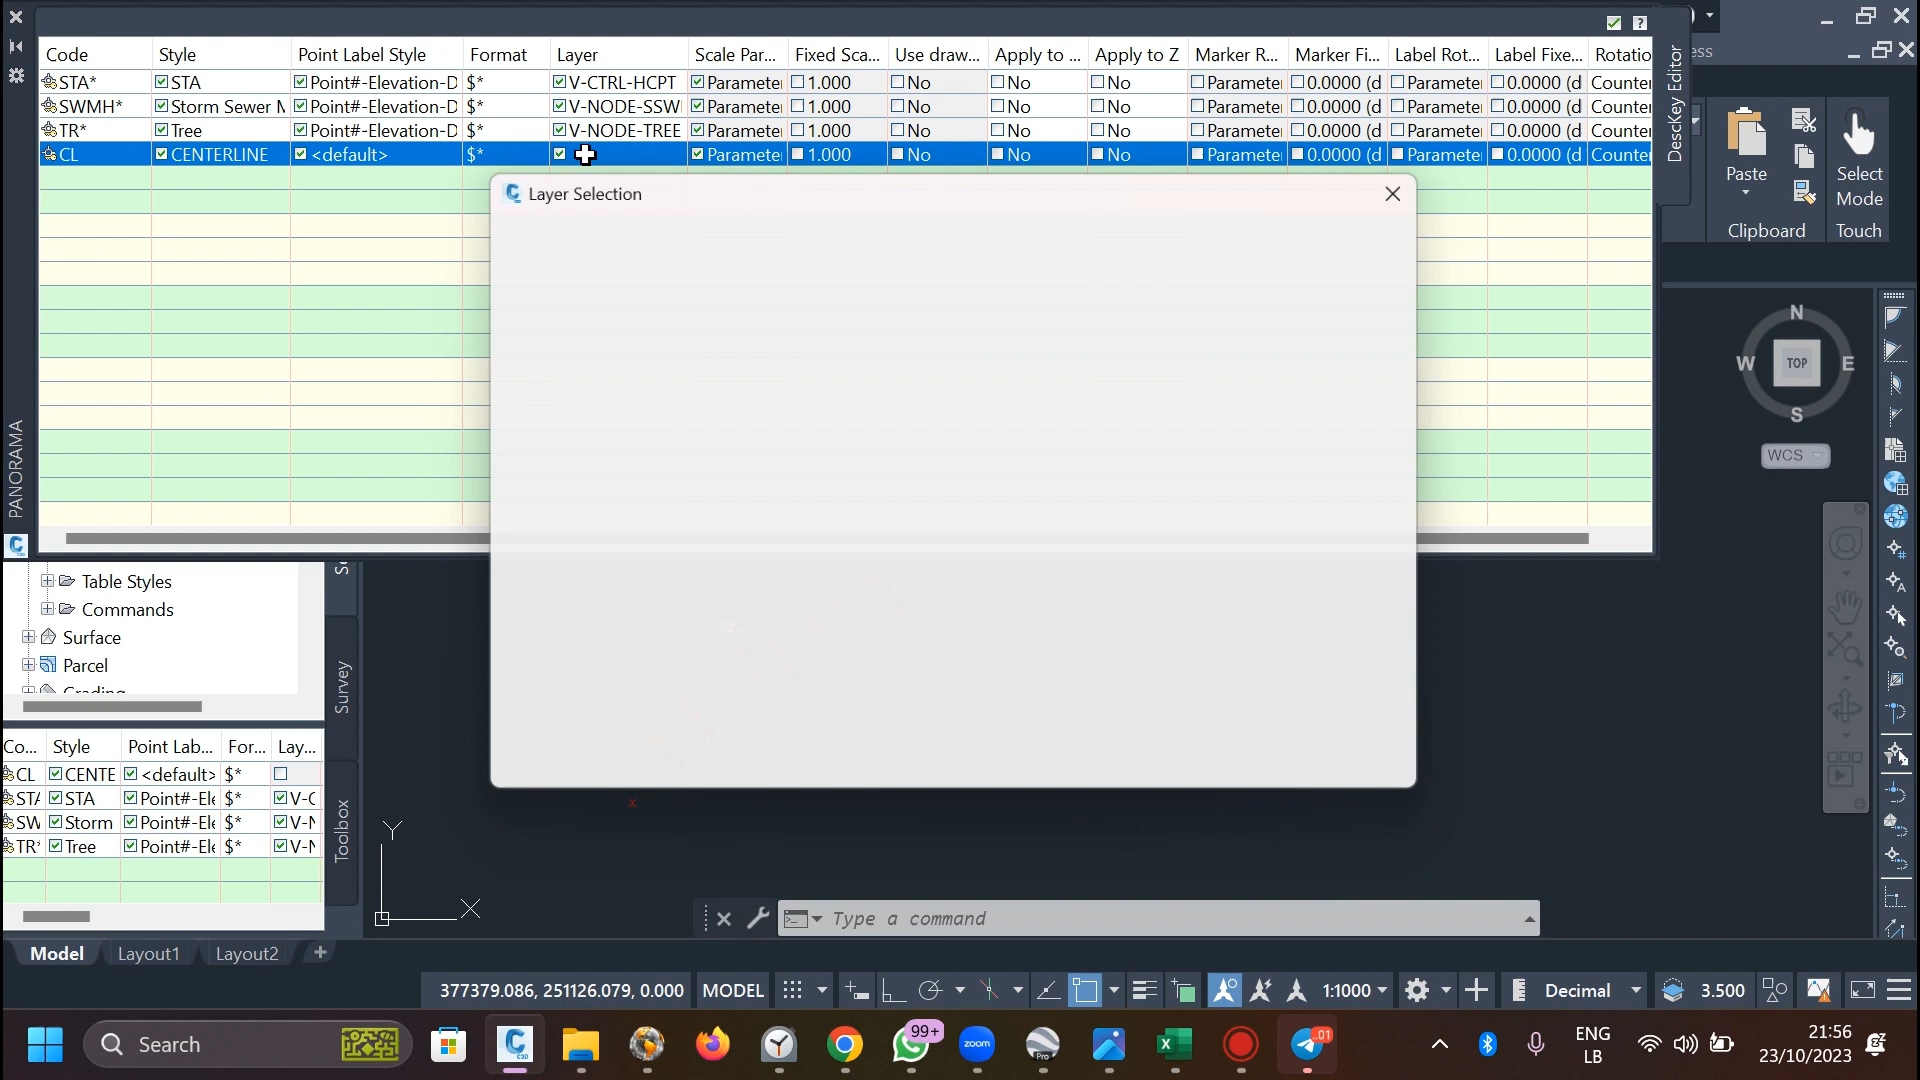 Code Style Point Label Style Format Layer Scale Par... Fixed Sca... Use draw... Apply to ... Apply to Z Marker R... Marker Fi... Label Rot... Label Fixe... Rotatio
STA* STA Point#-Elevation-D $* V-CTRL-HCPT Paramete 1.000 No No No Paramete 0.0000 (d Paramete 0.0000 (d Counte
SWMH* Storm Sewer M $* Point#-Elevation-D V-NODE-SSW Paramete 1.000 No No No Paramete 0.0000 (d Paramete 0.0000 (d Counte
TR* Tree Point#-Elevation-D $* V-NODE-TREE Paramete 1.000 No No No Paramete 0.0000 (d Paramete 0.0000 (d Counte
CL CENTERLINE <default> $* Paramete 1.000 No No No Paramete 0.0000 (d Paramete 0.0000 (d Counte
DescKey Editor
ess
Paste
Clipboard
Select
Mode
Touch
Layer Selection
PANORAMA
N
W TOP E
S
WCS
Table Styles
Commands
Surface
Parcel
Grading
Survey
Toolbox
Co... Style Point Lab... For... Lay...
CL CENTE <default> $*
STA STA Point#-Ele $* V-C
SW Storm Point#-Ele $* V-N
TR* Tree Point#-Ele $* V-N
Y
X
Type a command
Model Layout1 Layout2 +
377379.086, 251126.079, 0.000 MODEL 1:1000 Decimal 3.500
Search
C3D
99+
zoom
Pro
.01
ENG
LB
21:56
23/10/2023